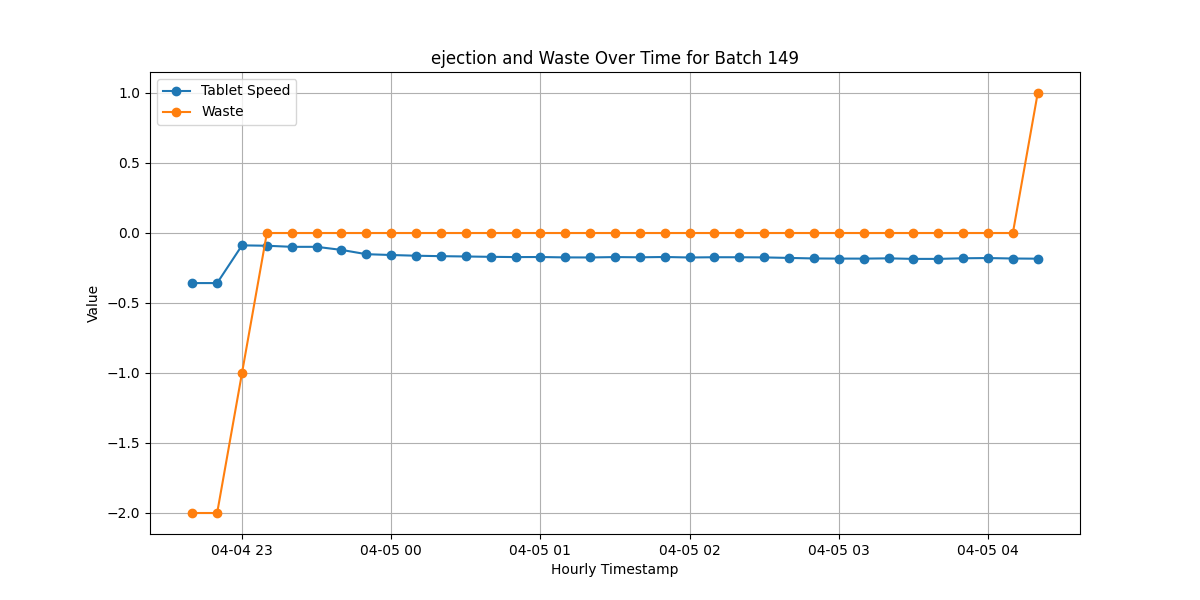 ejection and Waste Over Time for Batch 149
Tablet Speed
Waste
1.0
0.5
0.0
−0.5
−1.0
−1.5
−2.0
Value
04-04 23
04-05 00
04-05 01
04-05 02
04-05 03
04-05 04
Hourly Timestamp